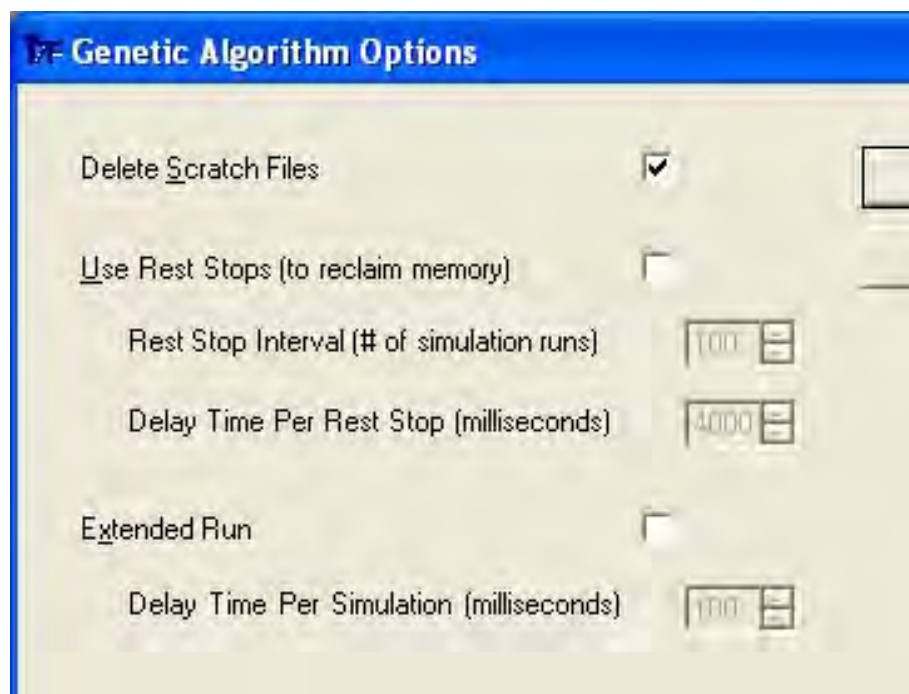 Genetic Algorithm Options
Delete Scratch Files
Use Rest Stops (to reclaim memory)
Rest Stop Interval (# of simulation runs) 100
Delay Time Per Rest Stop (milliseconds) 4000
Extended Run
Delay Time Per Simulation (milliseconds) 100